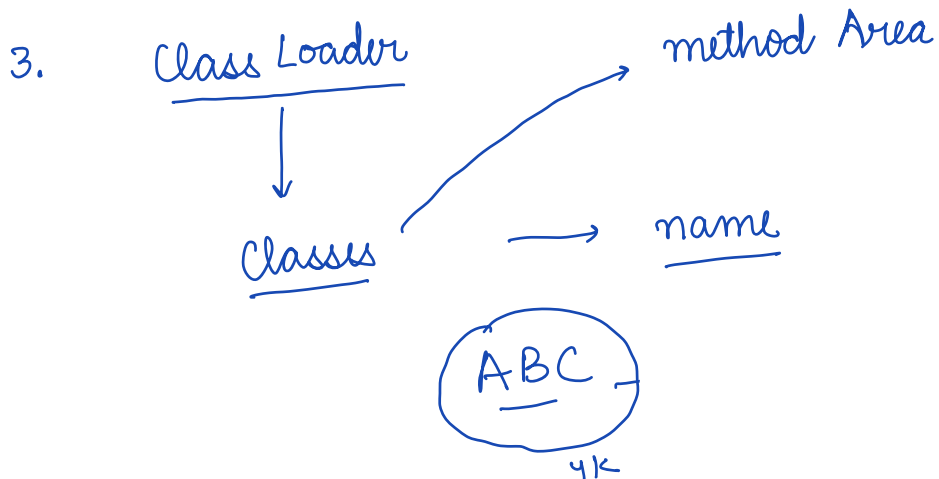 3. Class Loader
method Area
Classes
name
ABC
4K